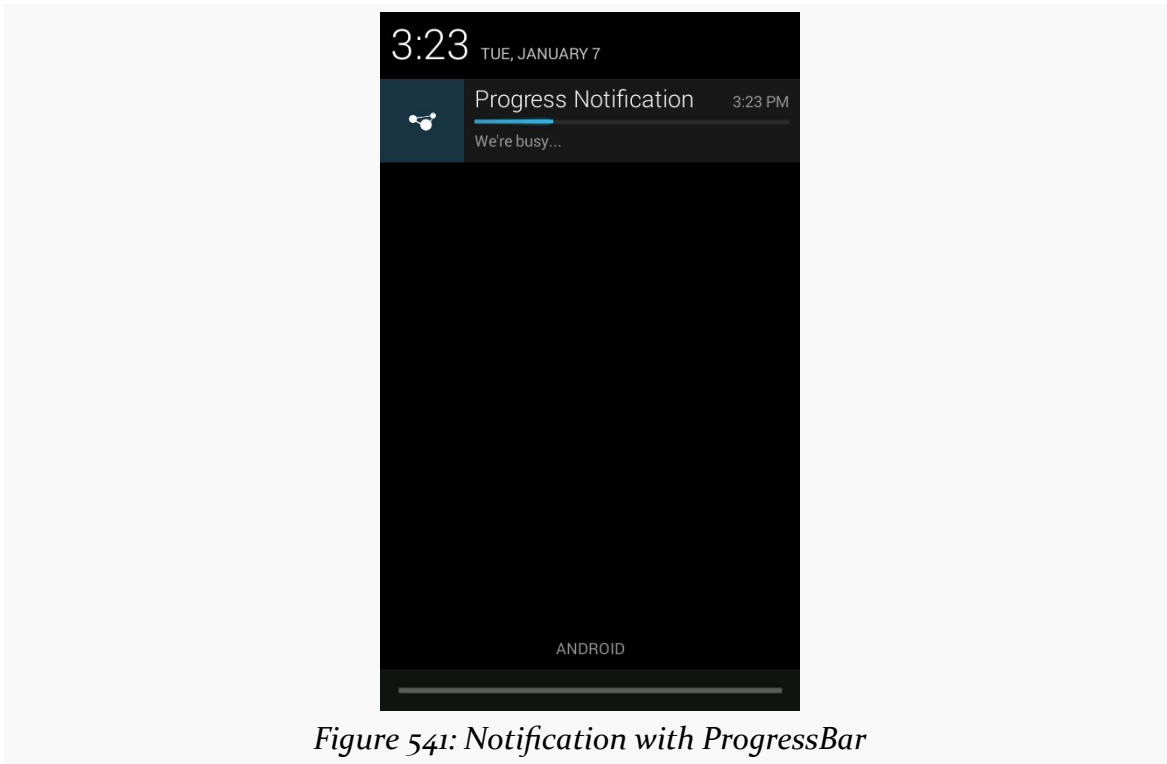 3:23 TUE, JANUARY 7
Progress Notification 3:23 PM
We're busy...
ANDROID
Figure 541: Notification with ProgressBar